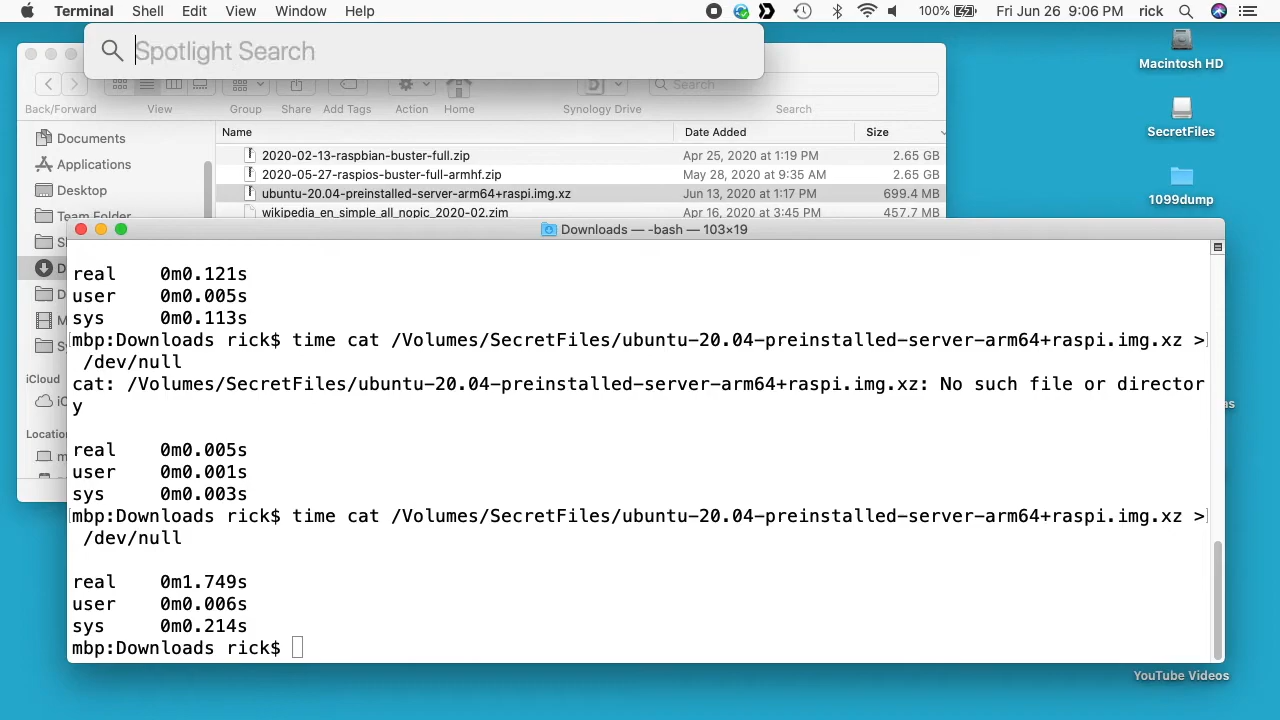 Terminal Shell Edit View Window Help 100% Fri Jun 26 9:06 PM rick
Spotlight Search
Macintosh HD
SecretFiles
1099dump
Search
Back/Forward View Group Share Add Tags Action Home Synology Drive Search
Name Date Added Size
Documents
Applications
Desktop
Team Folder
2020-02-13-raspbian-buster-full.zip Apr 25, 2020 at 1:19 PM 2.65 GB
2020-05-27-raspios-buster-full-armhf.zip May 28, 2020 at 9:35 AM 2.65 GB
ubuntu-20.04-preinstalled-server-arm64+raspi.img.xz Jun 13, 2020 at 1:17 PM 699.4 MB
wikipedia_en_simple_all_nopic_2020-02.zim Apr 16, 2020 at 3:45 PM 457.7 MB
iCloud
Downloads — -bash — 103×19
real 0m0.121s
user 0m0.005s
sys 0m0.113s
mbp:Downloads rick$ time cat /Volumes/SecretFiles/ubuntu-20.04-preinstalled-server-arm64+raspi.img.xz >
/dev/null
cat: /Volumes/SecretFiles/ubuntu-20.04-preinstalled-server-arm64+raspi.img.xz: No such file or director
y
real 0m0.005s
user 0m0.001s
sys 0m0.003s
mbp:Downloads rick$ time cat /Volumes/SecretFiles/ubuntu-20.04-preinstalled-server-arm64+raspi.img.xz >
/dev/null
real 0m1.749s
user 0m0.006s
sys 0m0.214s
mbp:Downloads rick$
YouTube Videos